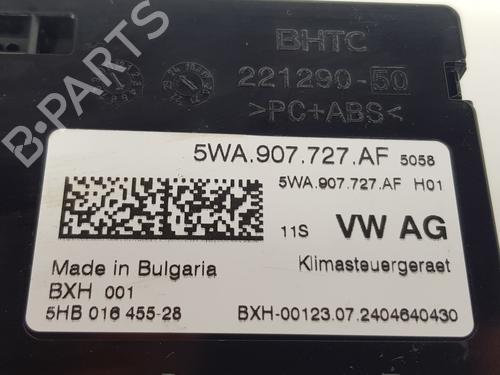 BHTC
221290-50
>PC+ABS<
5WA.907.727.AF 5058
5WA.907.727.AF H01
11S VW AG
Made in Bulgaria
Klimasteuergeraet
BXH 001
5HB 016 455-28
BXH-00123.07.2404640430
B-PARTS